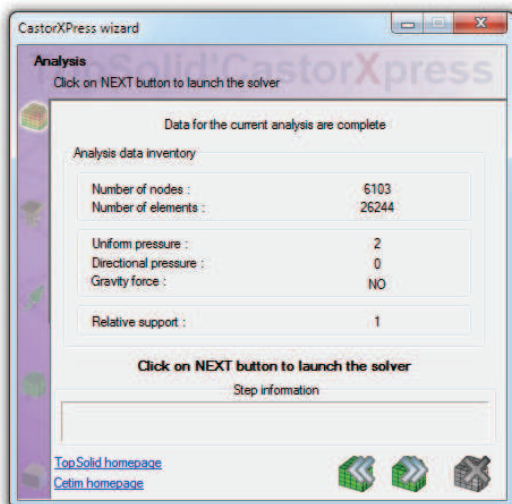 CastorXPress wizard
TopSolid'CastorXpress
Analysis
Click on NEXT button to launch the solver
Data for the current analysis are complete
Analysis data inventory
Number of nodes : 6103
Number of elements : 26244
Uniform pressure : 2
Directional pressure : 0
Gravity force : NO
Relative support : 1
Click on NEXT button to launch the solver
Step information
TopSolid homepage
Cetim homepage